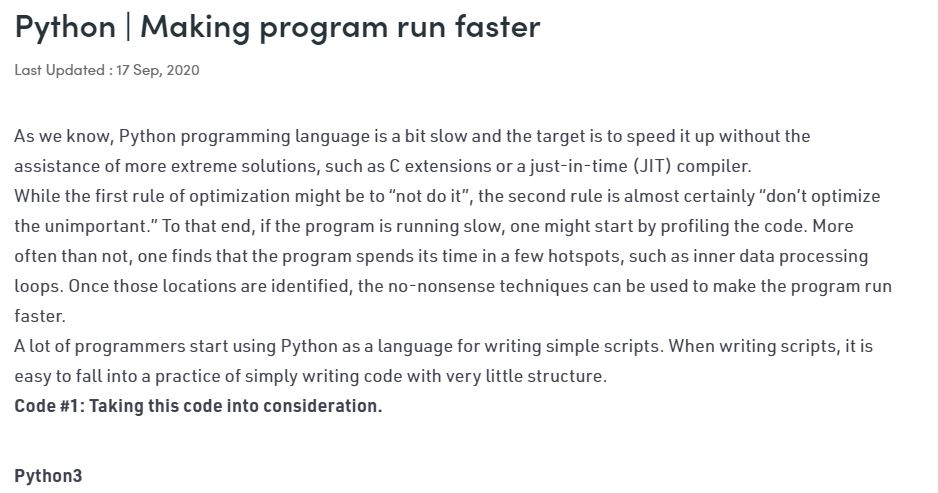 Python | Making program run faster
Last Updated : 17 Sep, 2020
As we know, Python programming language is a bit slow and the target is to speed it up without the
assistance of more extreme solutions, such as C extensions or a just-in-time (JIT) compiler.
While the first rule of optimization might be to “not do it”, the second rule is almost certainly “don’t optimize
the unimportant.” To that end, if the program is running slow, one might start by profiling the code. More
often than not, one finds that the program spends its time in a few hotspots, such as inner data processing
loops. Once those locations are identified, the no-nonsense techniques can be used to make the program run
faster.
A lot of programmers start using Python as a language for writing simple scripts. When writing scripts, it is
easy to fall into a practice of simply writing code with very little structure.
Code #1: Taking this code into consideration.
Python3